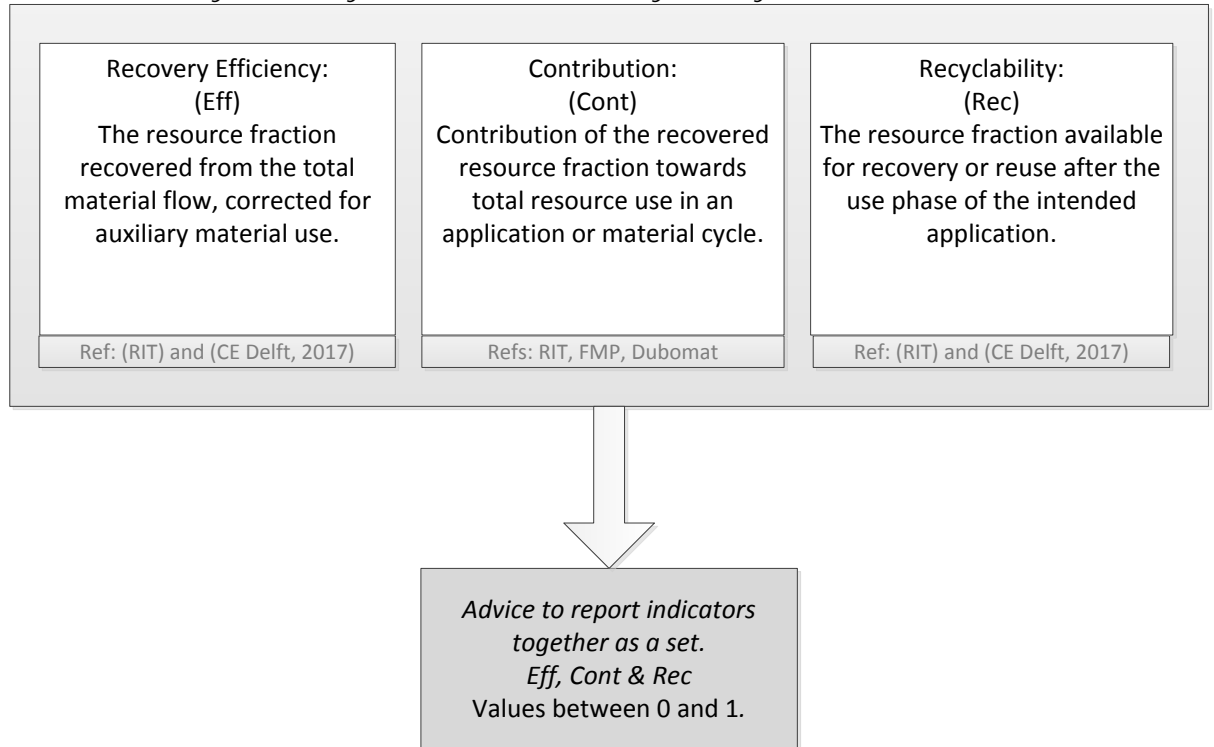 Recovery Efficiency:
(Eff)
The resource fraction
recovered from the total
material flow, corrected for
auxiliary material use.
Ref: (RIT) and (CE Delft, 2017)
Contribution:
(Cont)
Contribution of the recovered
resource fraction towards
total resource use in an
application or material cycle.
Refs: RIT, FMP, Dubomat
Recyclability:
(Rec)
The resource fraction available
for recovery or reuse after the
use phase of the intended
application.
Ref: (RIT) and (CE Delft, 2017)
Advice to report indicators
together as a set.
Eff, Cont & Rec
Values between 0 and 1.